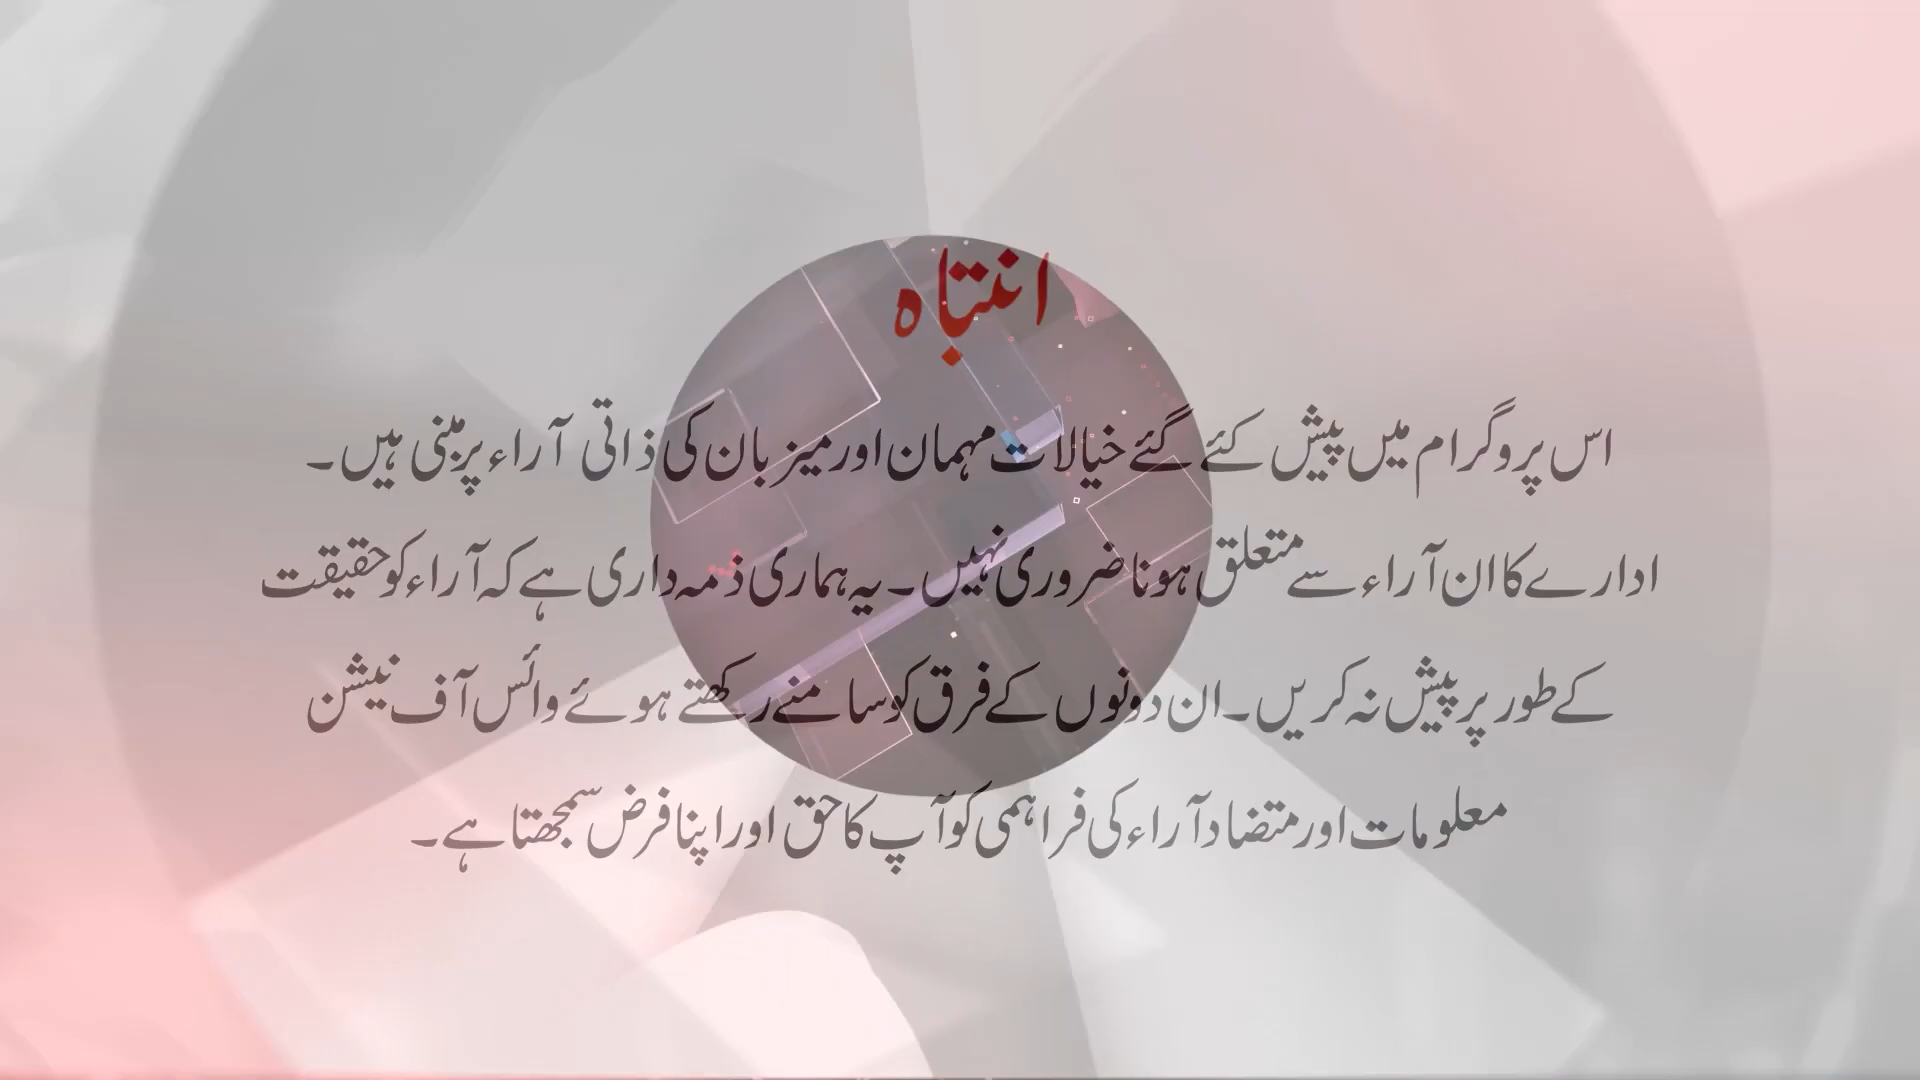 انتباہ
اس پروگرام میں پیش کئے گئے خیالات مہمان اور میزبان کی ذاتی آراء پر مبنی ہیں۔
ادارے کا ان آراء سے متعلق ہونا ضروری نہیں۔ یہ ہماری ذمہ داری ہے کہ آراء کو حقیقت
کے طور پر پیش نہ کریں۔ ان دونوں کے فرق کو سامنے رکھتے ہوئے وائس آف نیشن
معلومات اور متضاد آراء کی فراہمی کو آپ کا حق اور اپنا فرض سمجھتا ہے۔